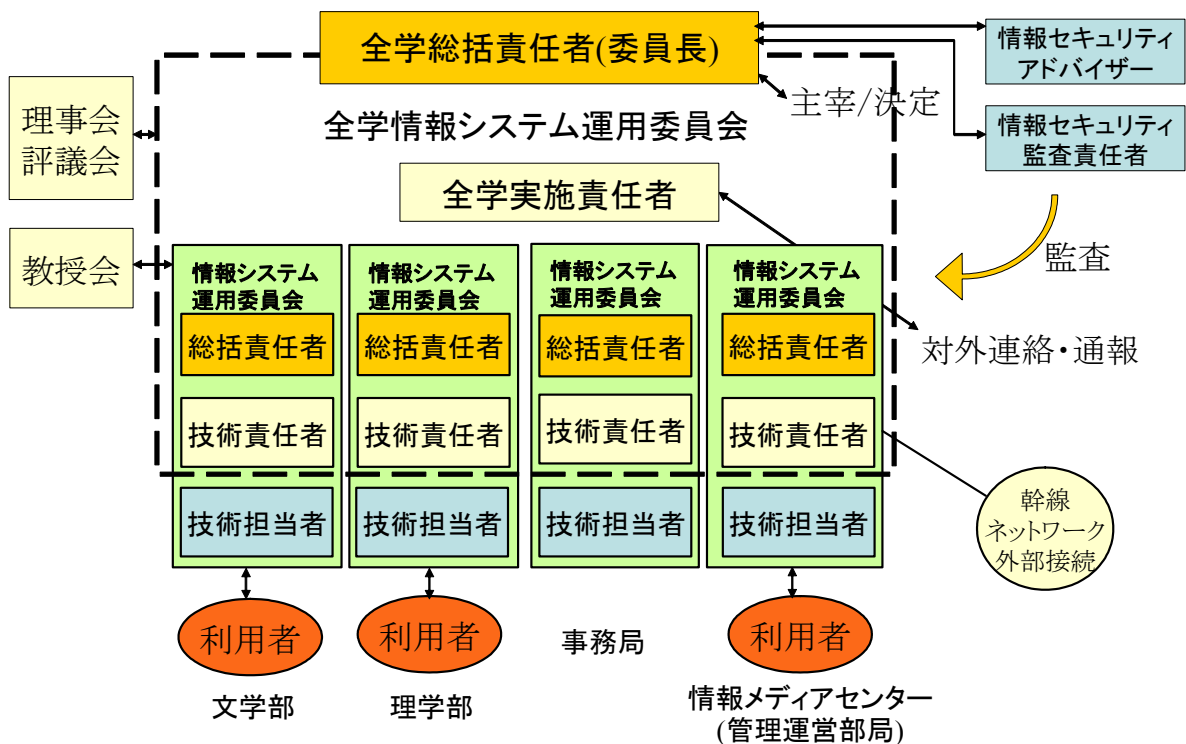 全学総括責任者(委員長)
情報セキュリティ
アドバイザー
主宰/決定
理事会
評議会
全学情報システム運用委員会
情報セキュリティ
監査責任者
全学実施責任者
教授会
監査
情報システム
運用委員会
総括責任者
技術責任者
技術担当者
利用者
文学部
情報システム
運用委員会
総括責任者
技術責任者
技術担当者
利用者
理学部
情報システム
運用委員会
総括責任者
技術責任者
技術担当者
事務局
情報システム
運用委員会
総括責任者
技術責任者
技術担当者
利用者
情報メディアセンター
(管理運営部局)
対外連絡・通報
幹線
ネットワーク
外部接続